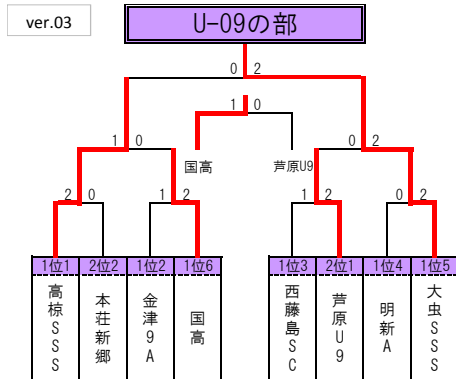 ver.03
U-09の部
0 2
1 0
1 0
国高 芦原U9
0 2
2 0
1 2
1 2
0 2
1位1 2位2 1位2 1位6 1位3 2位1 1位4 1位5
高椋SSS
本荘新郷
金津9A
国高
西藤島SC
芦原U9
明新A
大虫SSS